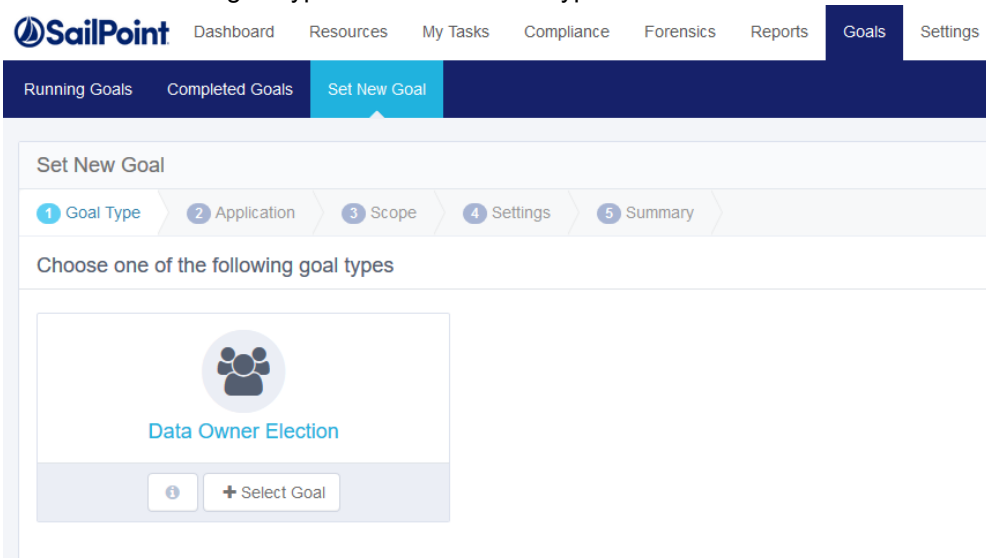 SailPoint Dashboard Resources My Tasks Compliance Forensics Reports Goals Settings
Running Goals Completed Goals Set New Goal
Set New Goal
1 Goal Type 2 Application 3 Scope 4 Settings 5 Summary
Choose one of the following goal types
Data Owner Election
+ Select Goal